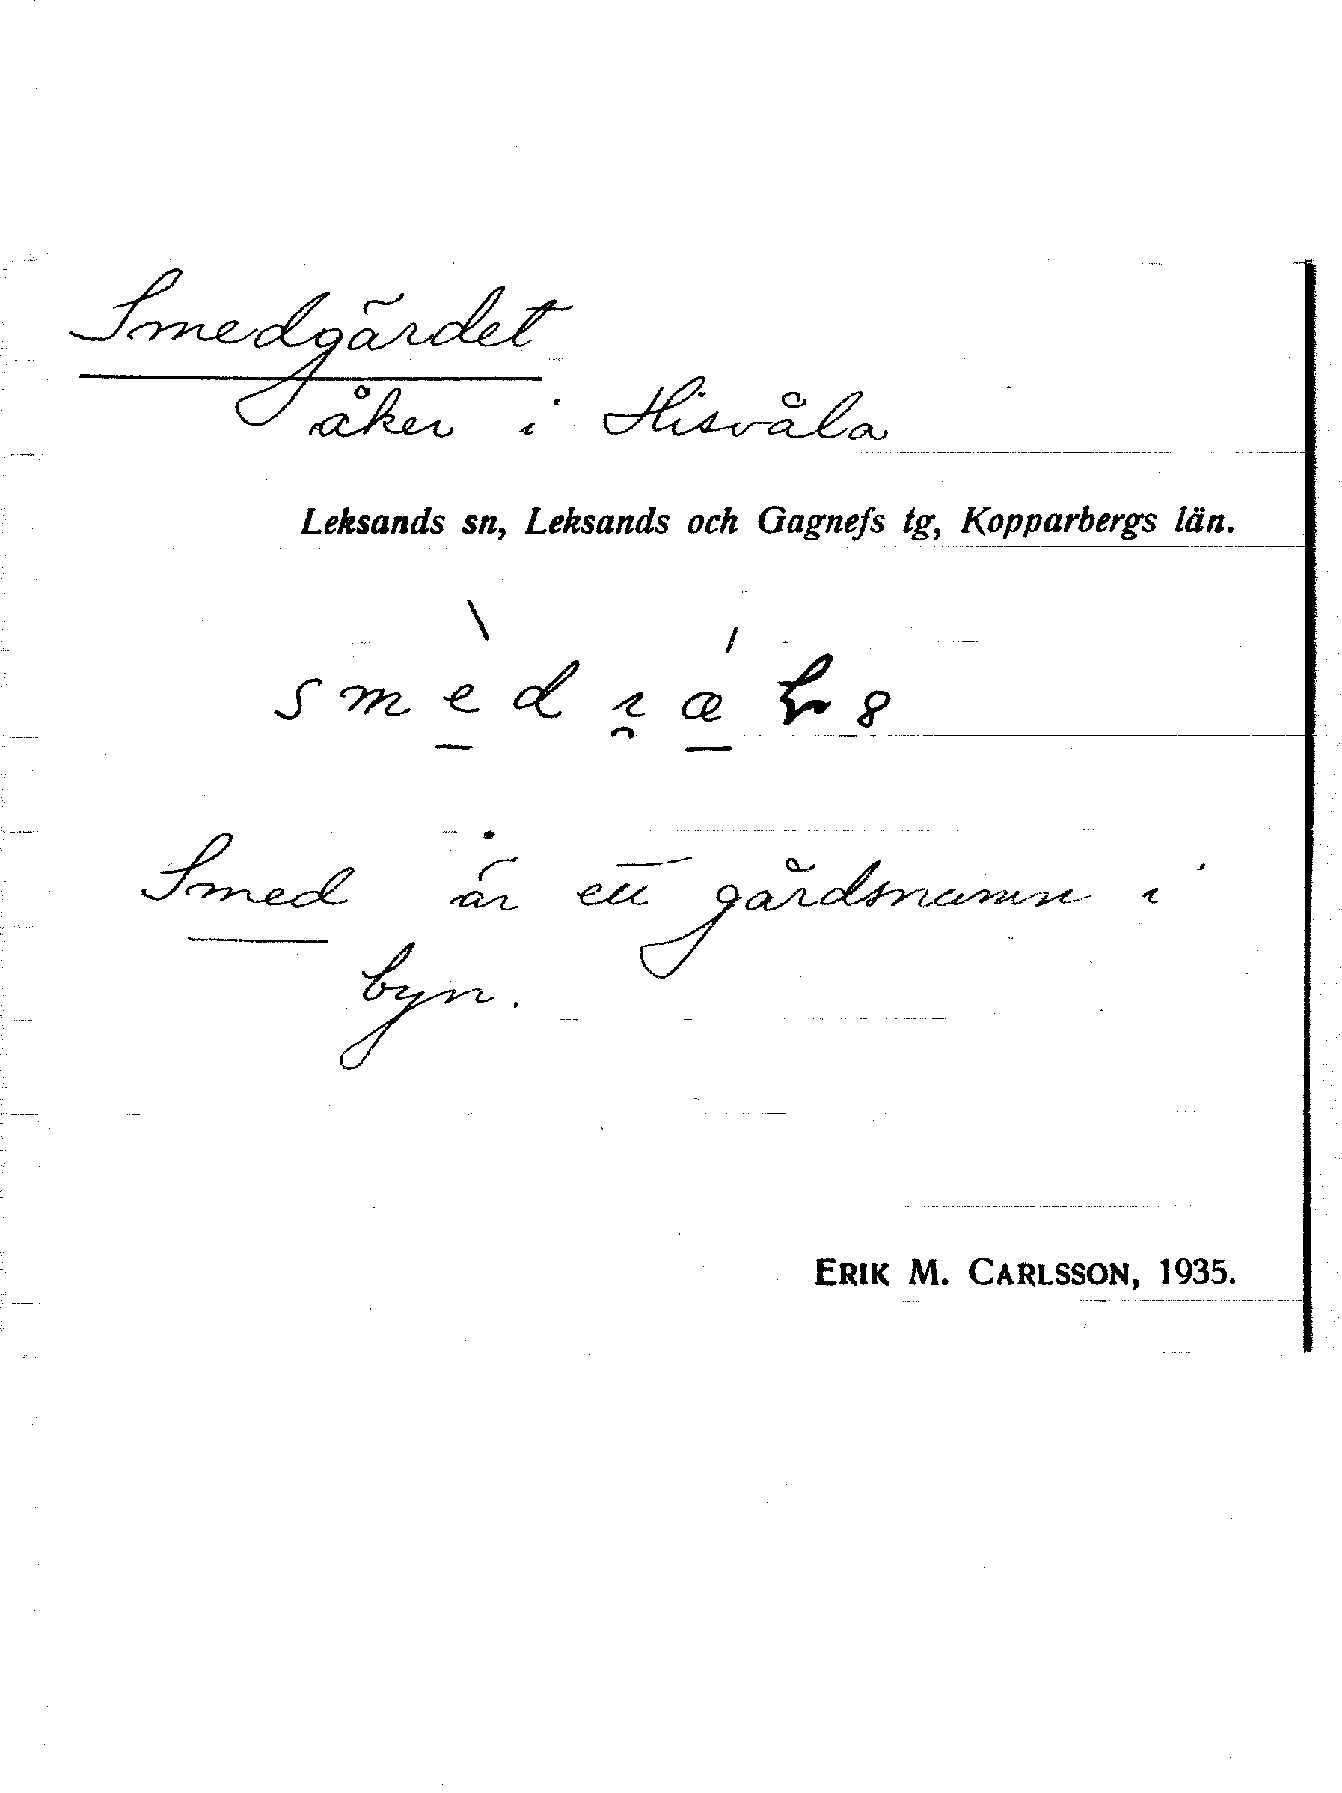 Smedgärdet
åker i Hisvåla
Leksands sn, Leksands och Gagnefs tg, Kopparbergs län.
Smed är ett gårdsnamn i
byn.
ERIK M. CARLSSON, 1935.